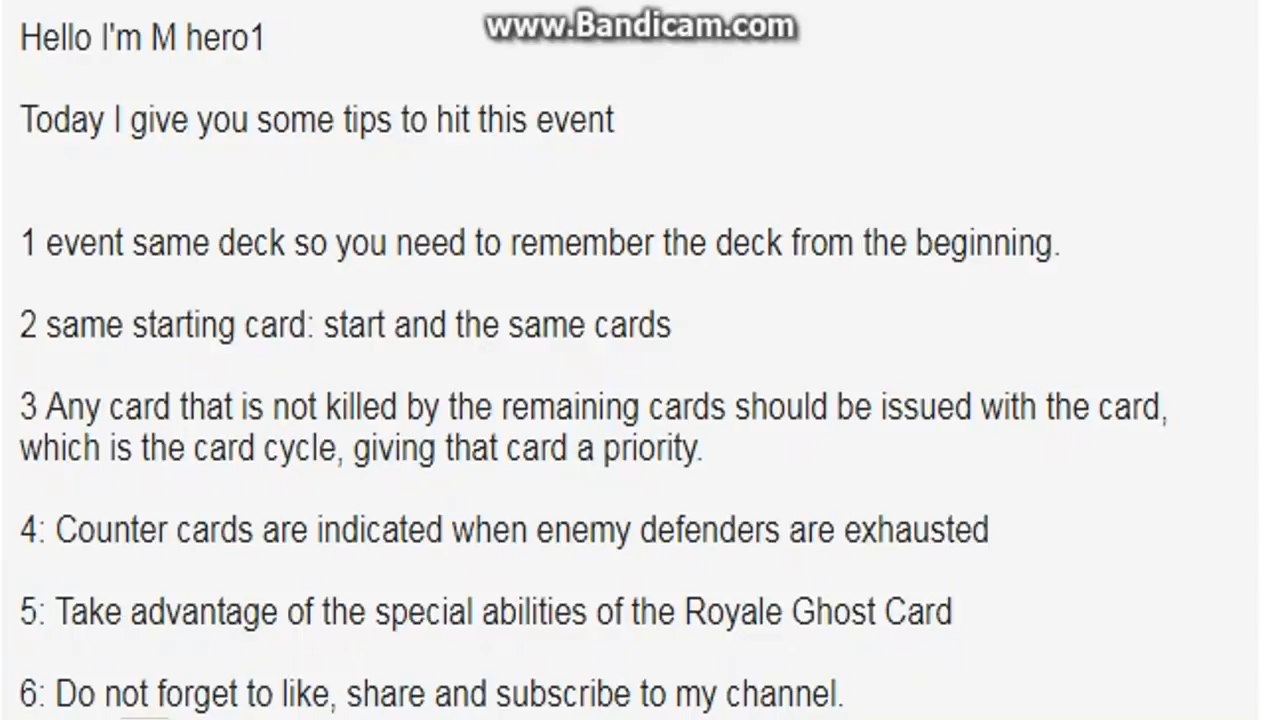 www.Bandicam.com
Hello I'm M hero1
Today I give you some tips to hit this event
1 event same deck so you need to remember the deck from the beginning.
2 same starting card: start and the same cards
3 Any card that is not killed by the remaining cards should be issued with the card,
which is the card cycle, giving that card a priority.
4: Counter cards are indicated when enemy defenders are exhausted
5: Take advantage of the special abilities of the Royale Ghost Card
6: Do not forget to like, share and subscribe to my channel.